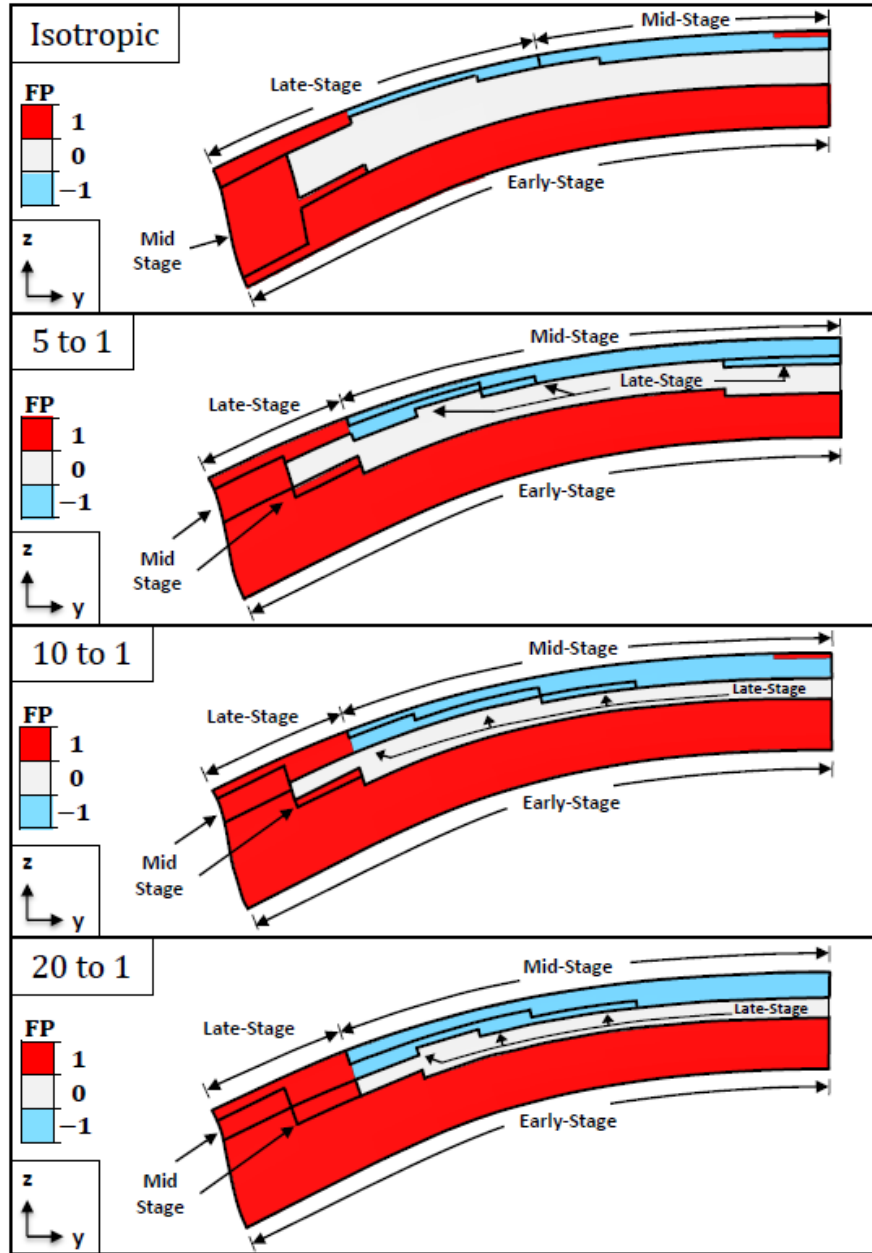 Isotropic
Mid-Stage
Late-Stage
FP
1
0
−1
Early-Stage
Mid
Stage
z
y
5 to 1
Mid-Stage
Late-Stage
Late-Stage
FP
1
0
−1
Early-Stage
Mid
Stage
z
y
10 to 1
Mid-Stage
Late-Stage
Late-Stage
FP
1
0
−1
Early-Stage
Mid
Stage
z
y
20 to 1
Mid-Stage
Late-Stage
Late-Stage
FP
1
0
−1
Early-Stage
Mid
Stage
z
y